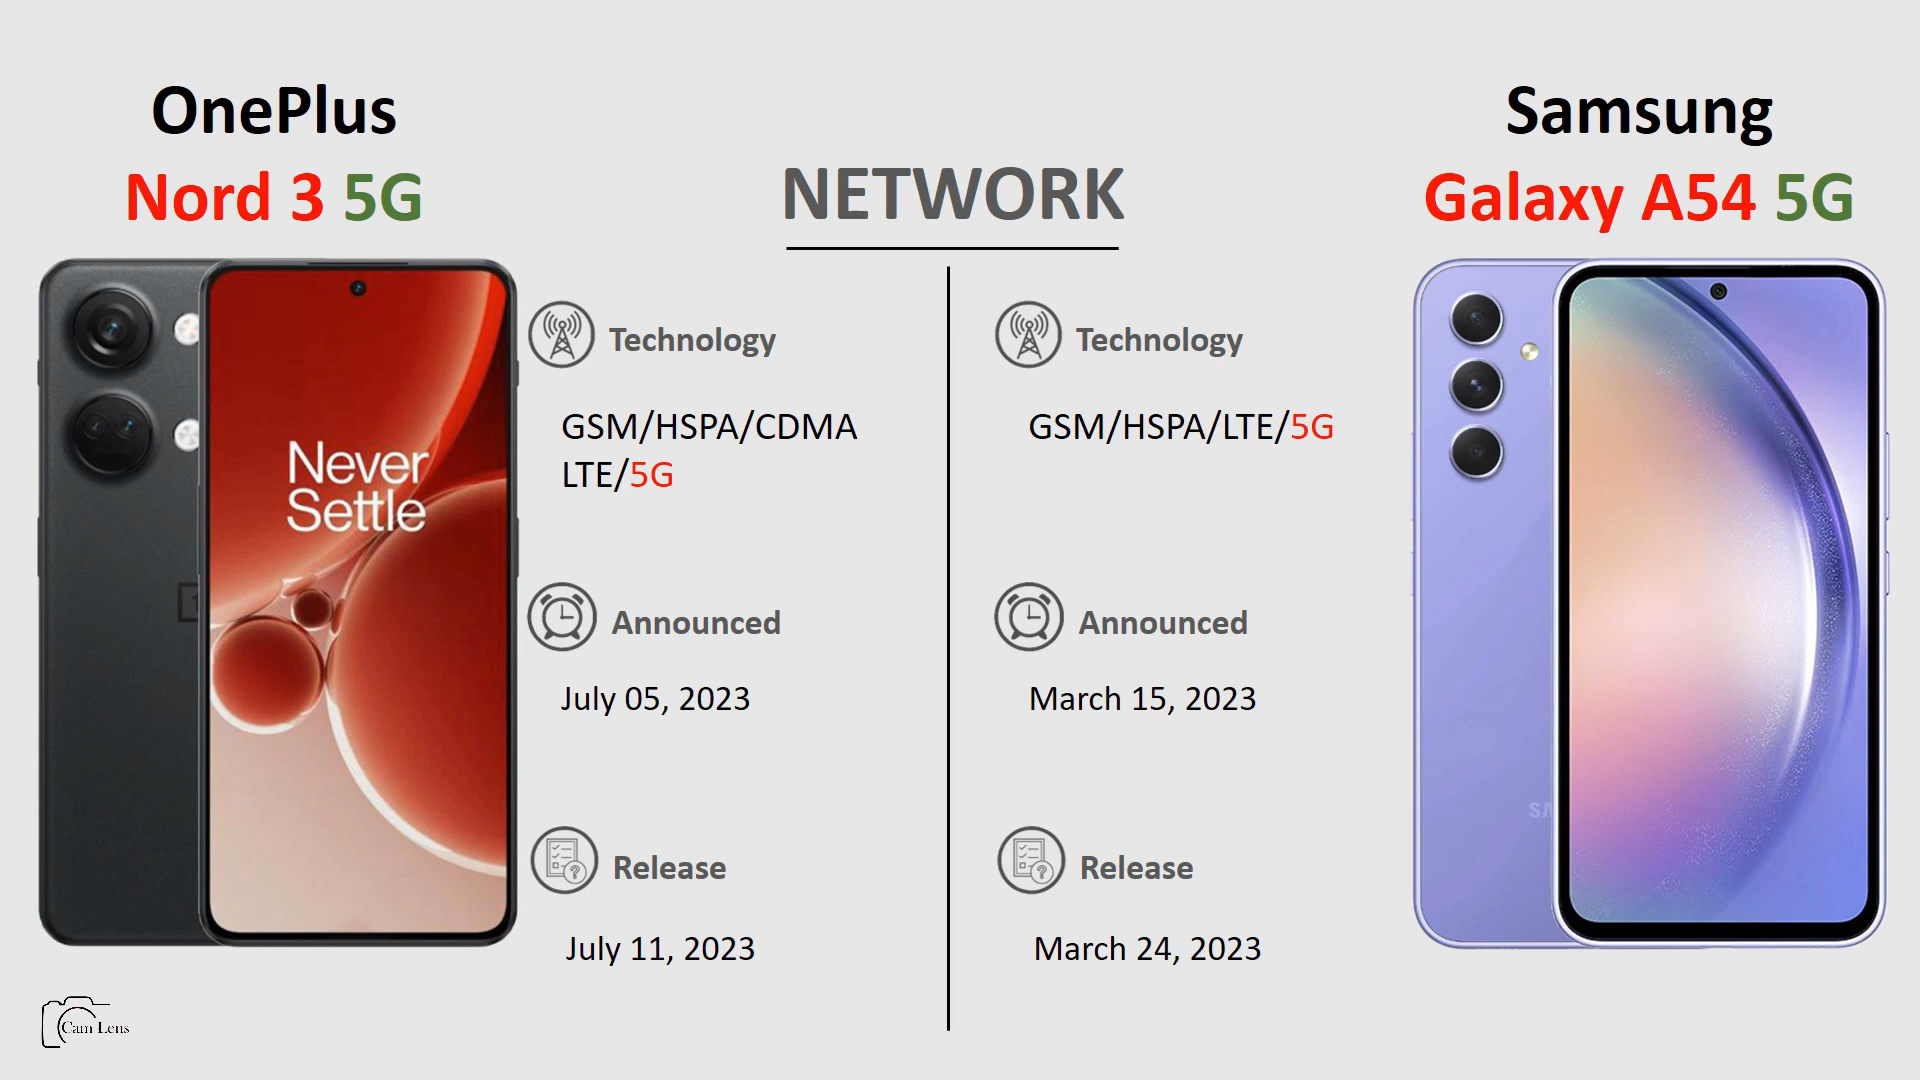 OnePlus
Nord 3 5G
Samsung
Galaxy A54 5G
NETWORK
Never
Settle
Technology
GSM/HSPA/CDMA
LTE/5G
Announced
July 05, 2023
Release
July 11, 2023
Technology
GSM/HSPA/LTE/5G
Announced
March 15, 2023
Release
March 24, 2023
Cam Lens